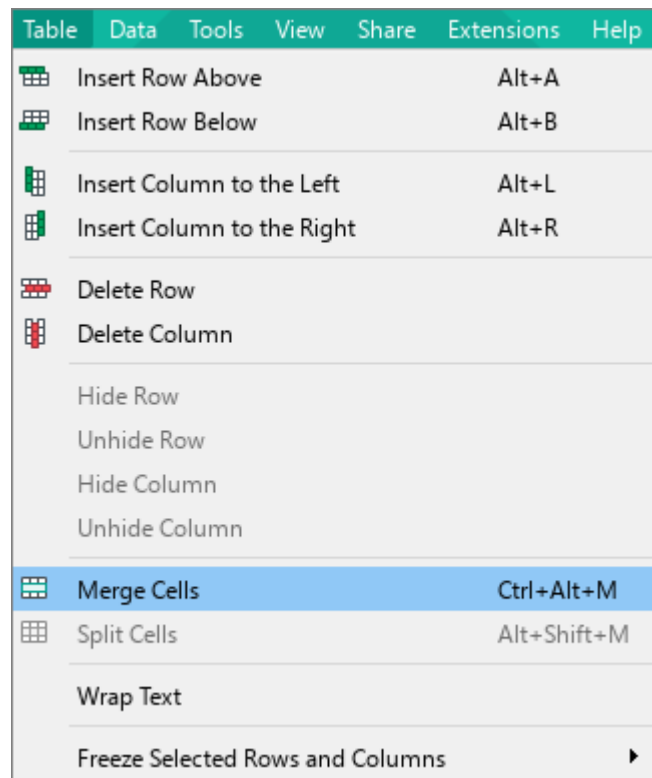 Table Data Tools View Share Extensions Help
Insert Row Above Alt+A
Insert Row Below Alt+B
Insert Column to the Left Alt+L
Insert Column to the Right Alt+R
Delete Row
Delete Column
Hide Row
Unhide Row
Hide Column
Unhide Column
Merge Cells Ctrl+Alt+M
Split Cells Alt+Shift+M
Wrap Text
Freeze Selected Rows and Columns